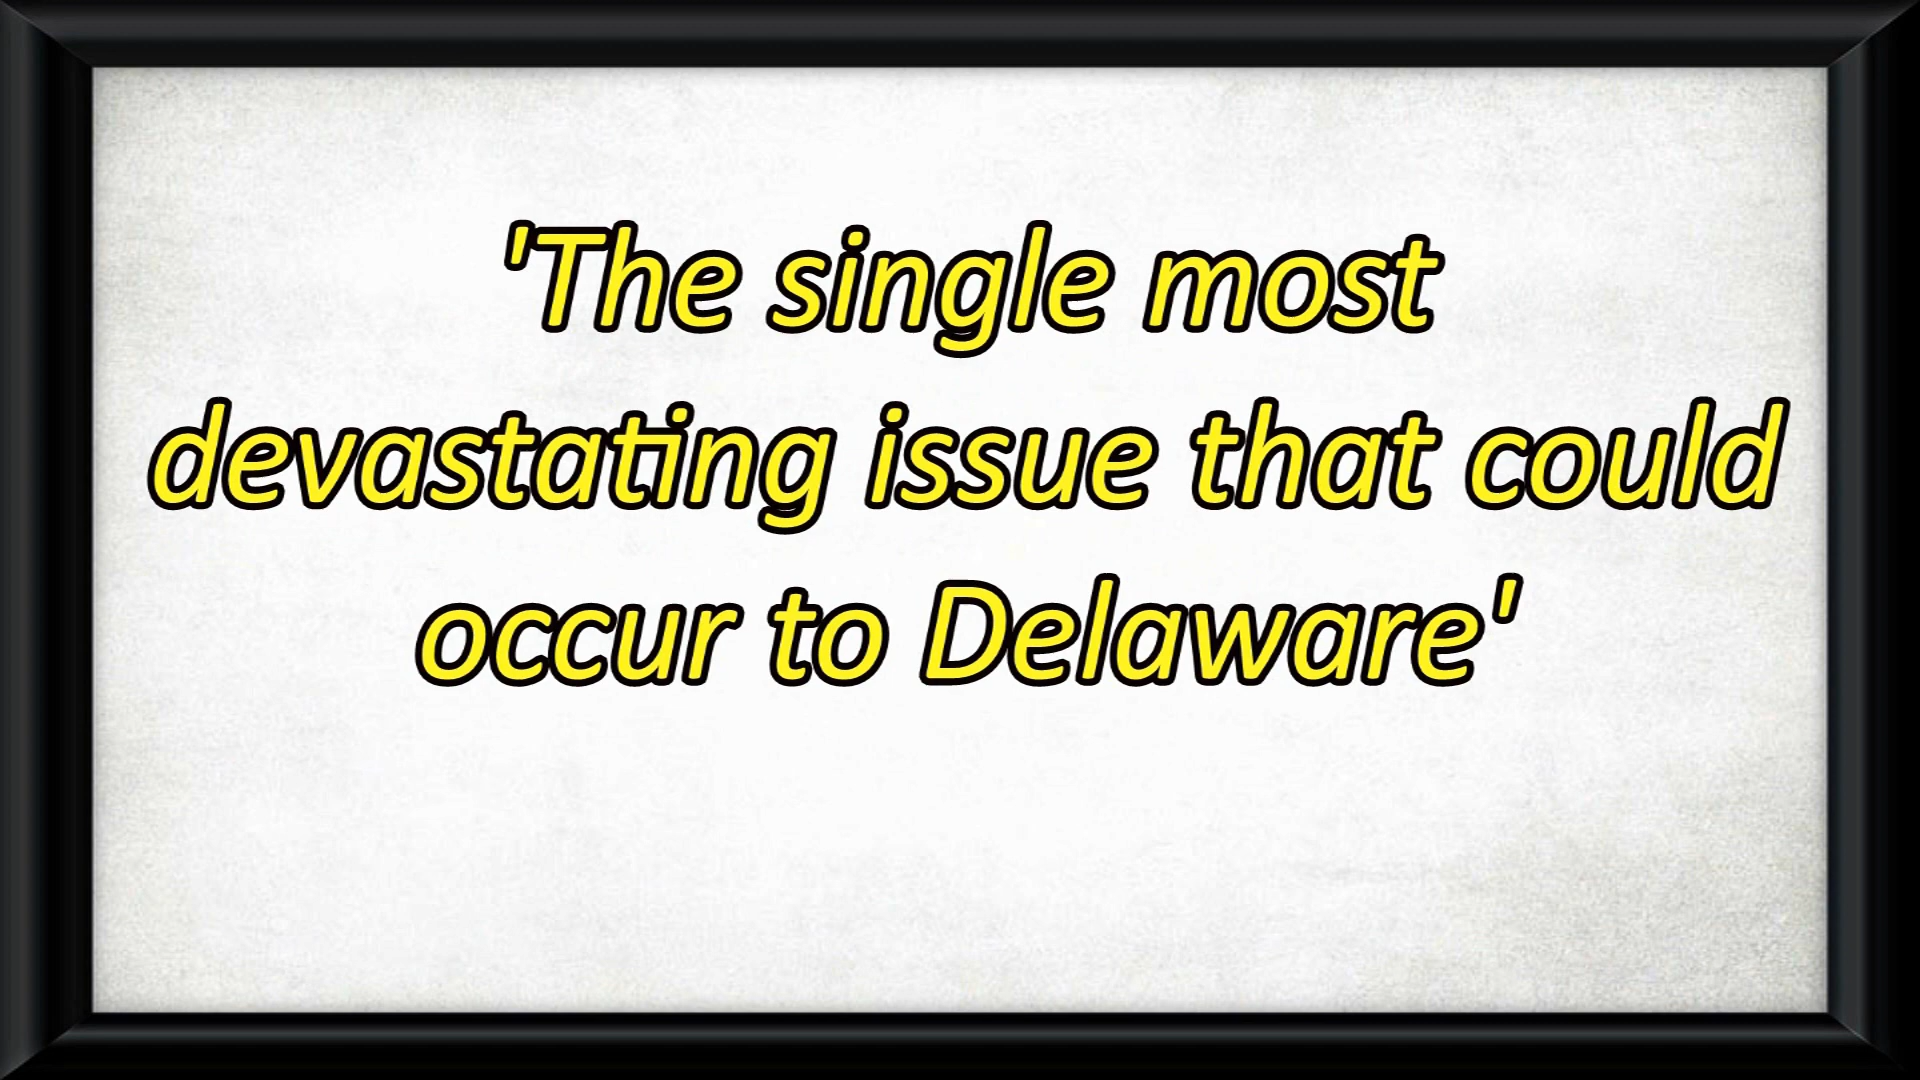 'The single most
devastating issue that could
occur to Delaware'